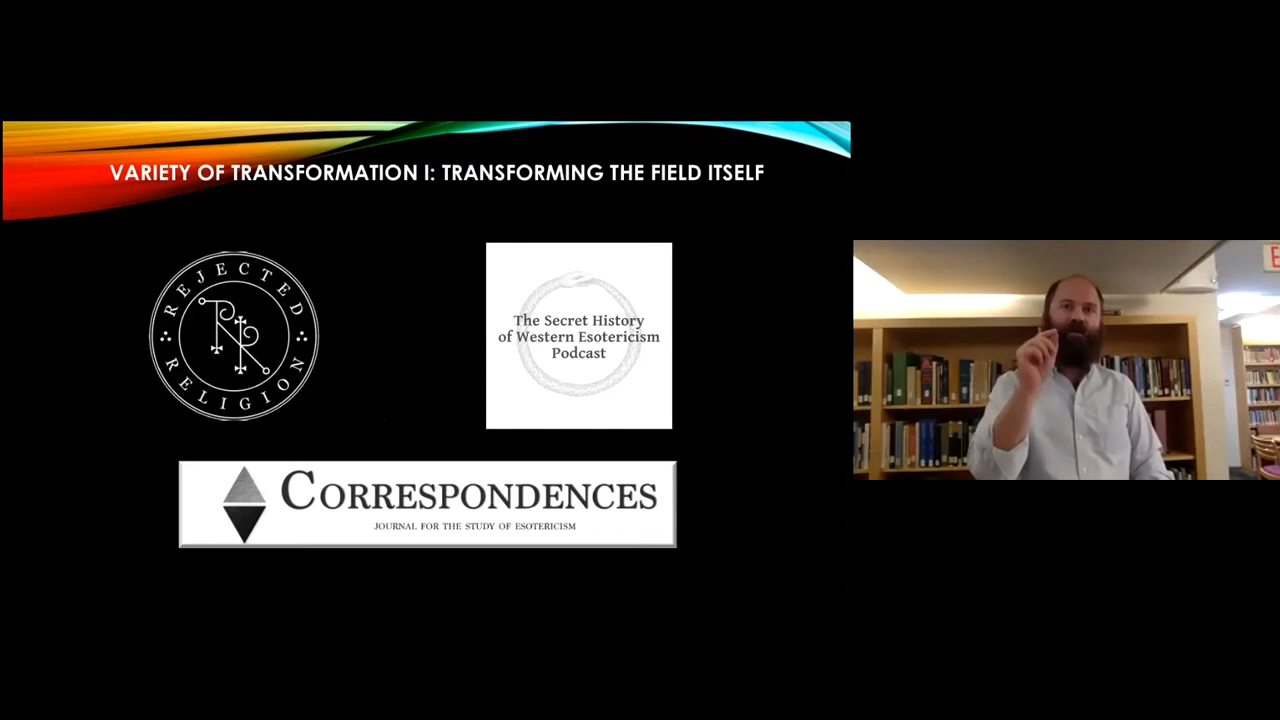 VARIETY OF TRANSFORMATION I: TRANSFORMING THE FIELD ITSELF
REJECTED
RELIGION
The Secret History
of Western Esotericism
Podcast
CORRESPONDENCES
JOURNAL FOR THE STUDY OF ESOTERICISM